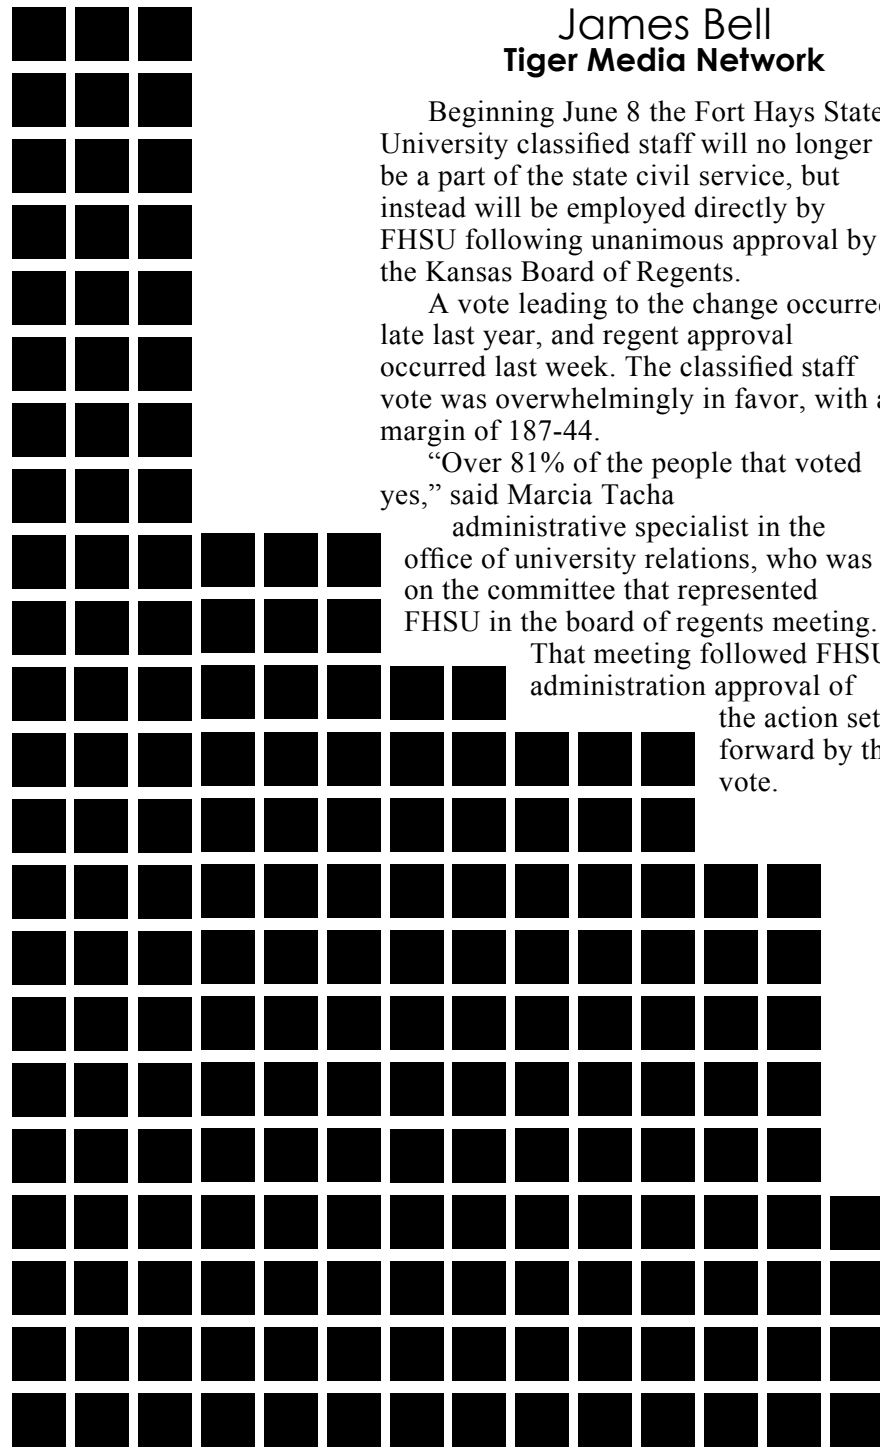 James Bell
Tiger Media Network
Beginning June 8 the Fort Hays State
University classified staff will no longer
be a part of the state civil service, but
instead will be employed directly by
FHSU following unanimous approval by
the Kansas Board of Regents.
A vote leading to the change occurred
late last year, and regent approval
occurred last week. The classified staff
vote was overwhelmingly in favor, with a
margin of 187-44.
“Over 81% of the people that voted
yes,” said Marcia Tacha
administrative specialist in the
office of university relations, who was
on the committee that represented
FHSU in the board of regents meeting.
That meeting followed FHSU
administration approval of
the action set
forward by th
vote.